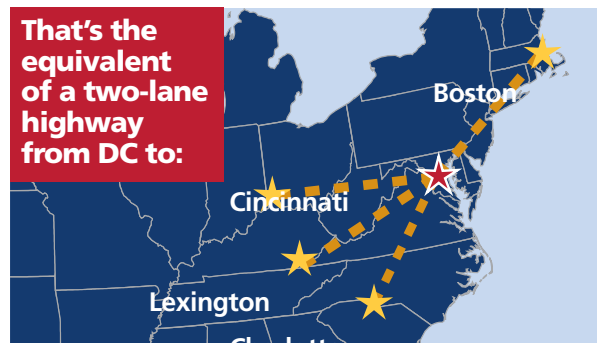 That’s the
equivalent
of a two-lane
highway
from DC to:
Boston
Cincinnati
Lexington